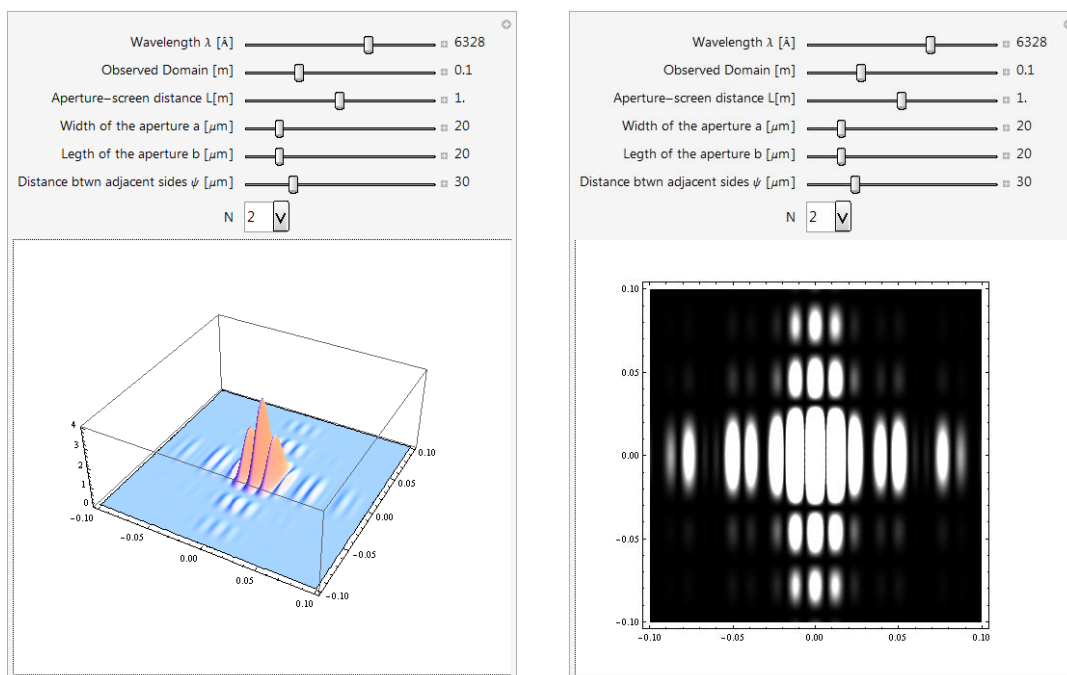 Wavelength λ [Å] 6328
Observed Domain [m] 0.1
Aperture-screen distance L[m] 1.
Width of the aperture a [μm] 20
Legth of the aperture b [μm] 20
Distance btwn adjacent sides ψ [μm] 30
N 2
4
3
2
1
0
-0.10
-0.05
0.00
0.05
0.10
0.10
0.05
0.00
-0.05
-0.10
Wavelength λ [Å] 6328
Observed Domain [m] 0.1
Aperture-screen distance L[m] 1.
Width of the aperture a [μm] 20
Legth of the aperture b [μm] 20
Distance btwn adjacent sides ψ [μm] 30
N 2
0.10
0.05
0.00
-0.05
-0.10
-0.10 -0.05 0.00 0.05 0.10